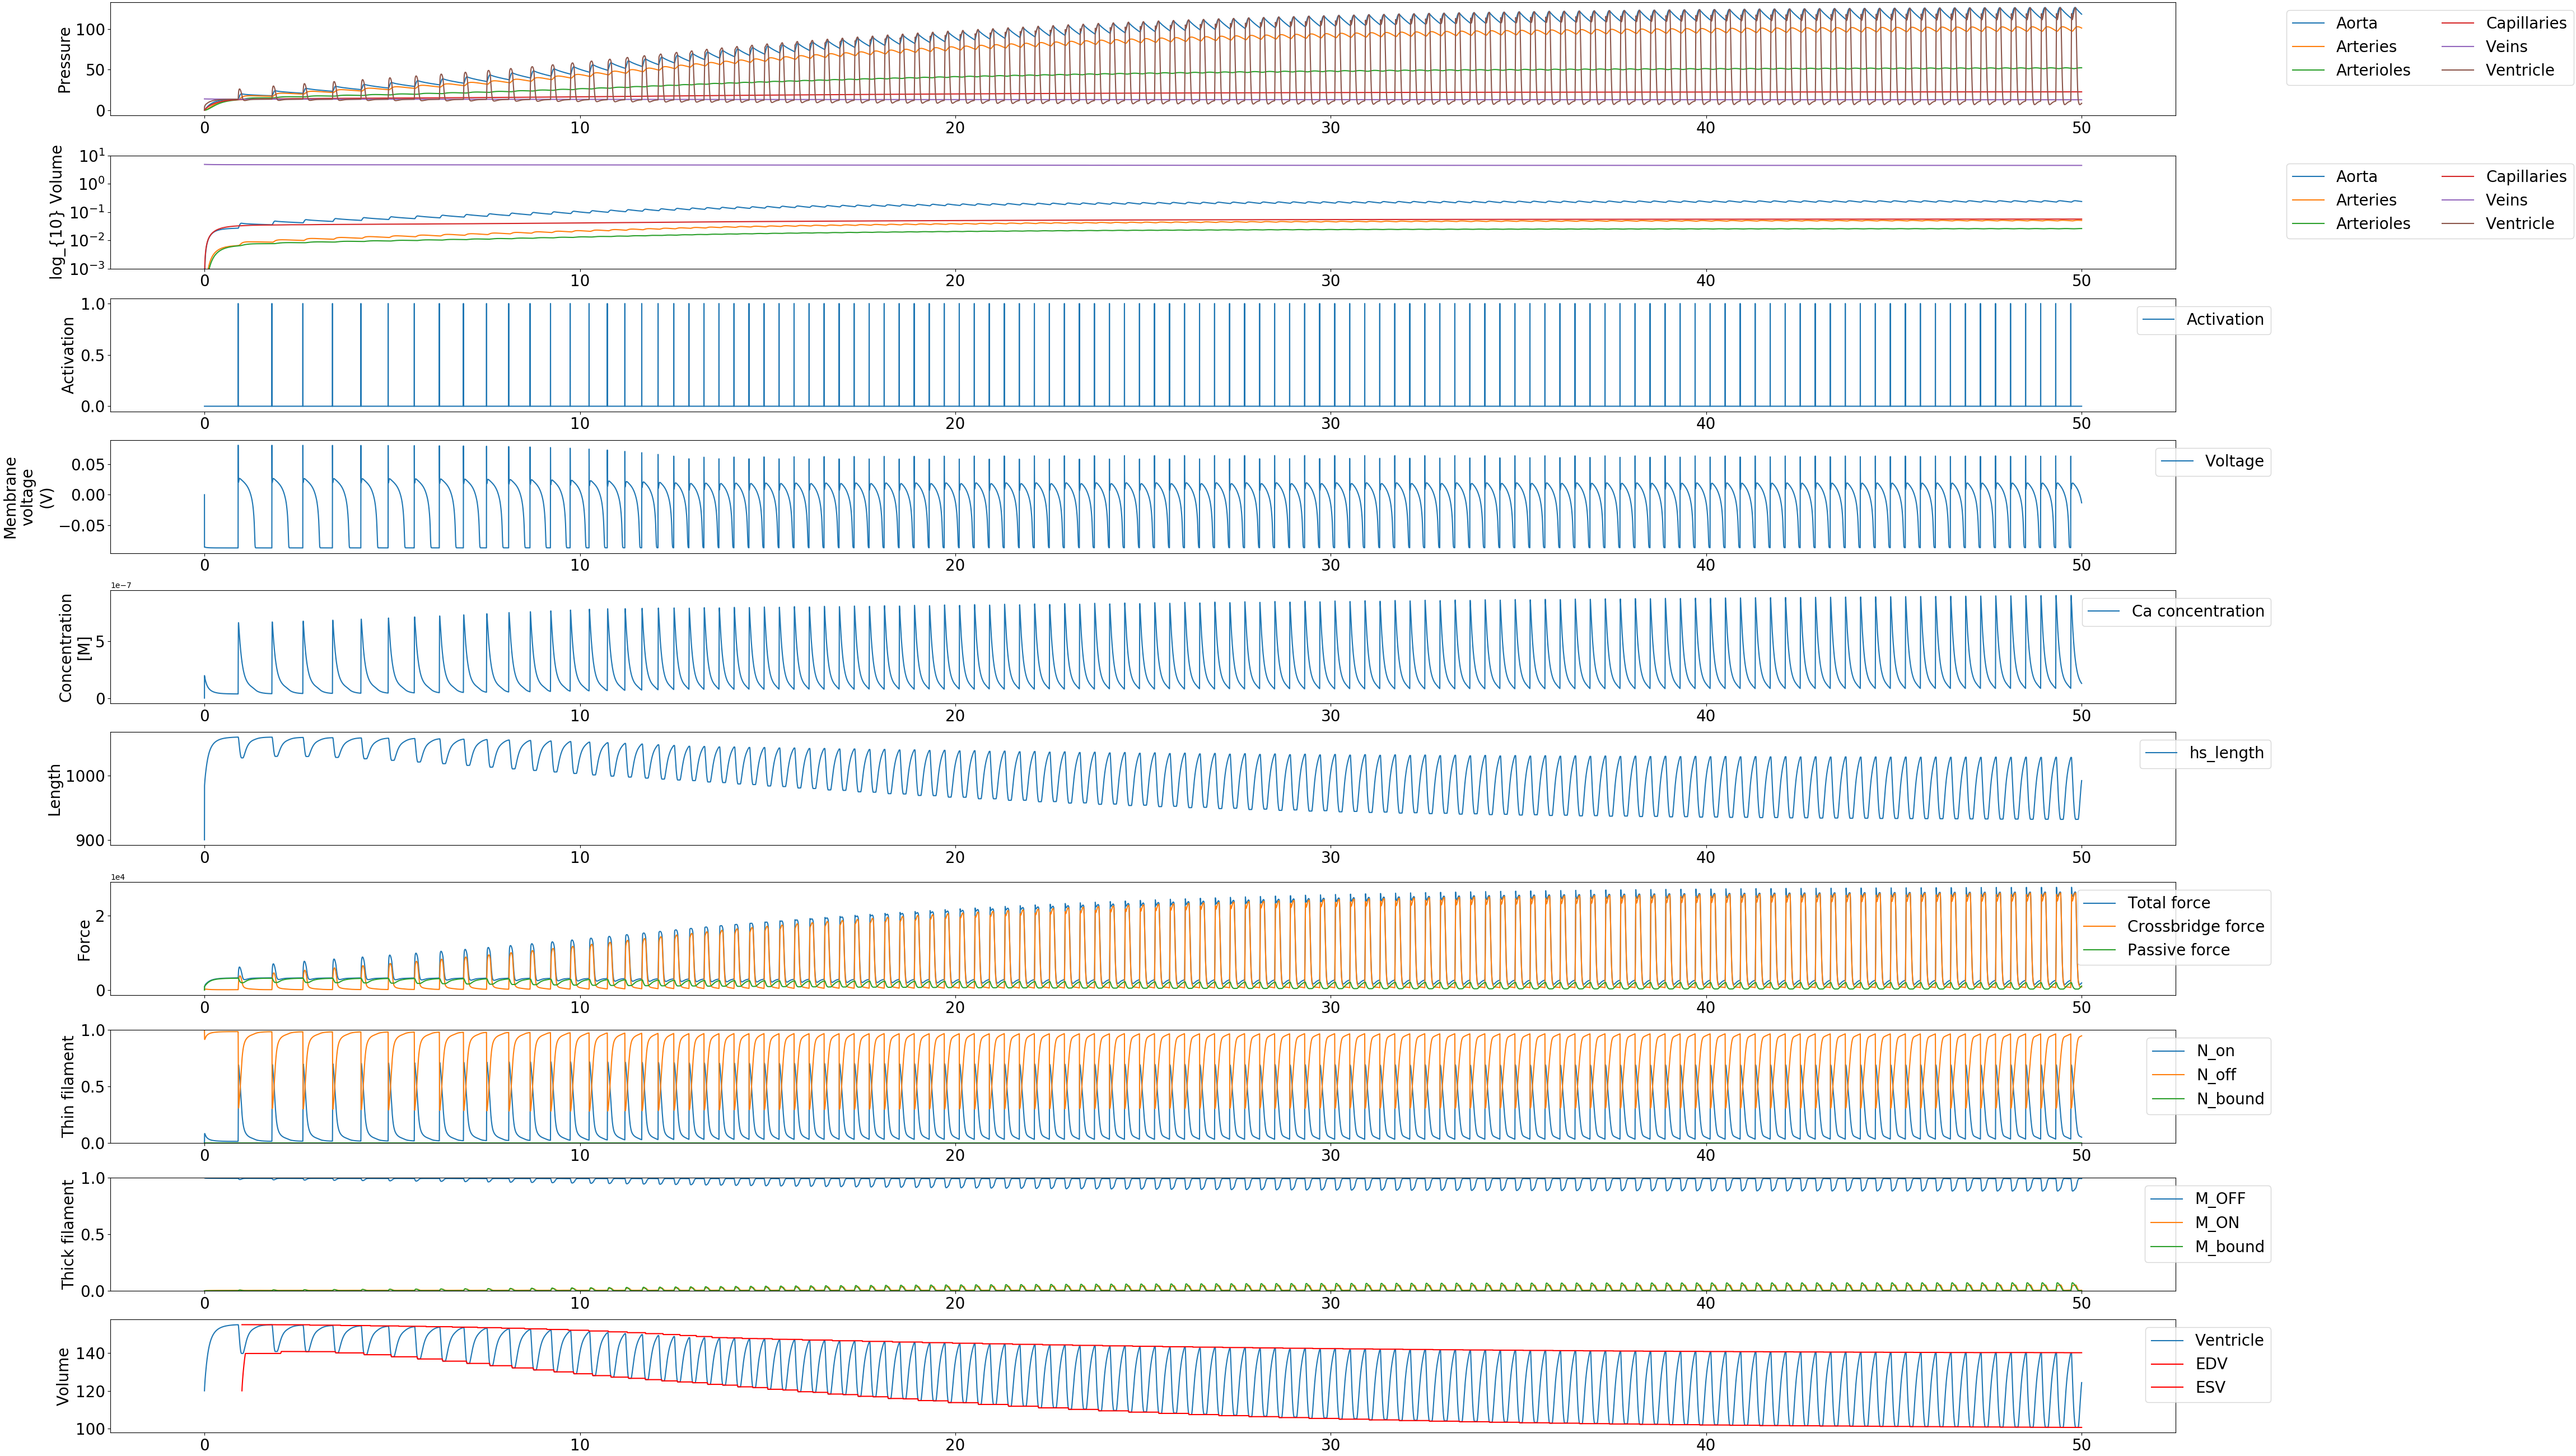 Pressure
100
50
0
0 10 20 30 40 50
Aorta Capillaries
Arteries Veins
Arterioles Ventricle
log_{10} Volume
10^1
10^0
10^−1
10^−2
10^−3
0 10 20 30 40 50
Aorta Capillaries
Arteries Veins
Arterioles Ventricle
Activation
1.0
0.5
0.0
0 10 20 30 40 50
Activation
Membrane
voltage
(V)
0.05
0.00
−0.05
0 10 20 30 40 50
Voltage
1e−7
Concentration
[M]
5
0
0 10 20 30 40 50
Ca concentration
Length
1000
900
0 10 20 30 40 50
hs_length
1e4
Force
2
0
0 10 20 30 40 50
Total force
Crossbridge force
Passive force
Thin filament
1.0
0.5
0.0
0 10 20 30 40 50
N_on
N_off
N_bound
Thick filament
1.0
0.5
0.0
0 10 20 30 40 50
M_OFF
M_ON
M_bound
Volume
140
120
100
0 10 20 30 40 50
Ventricle
EDV
ESV